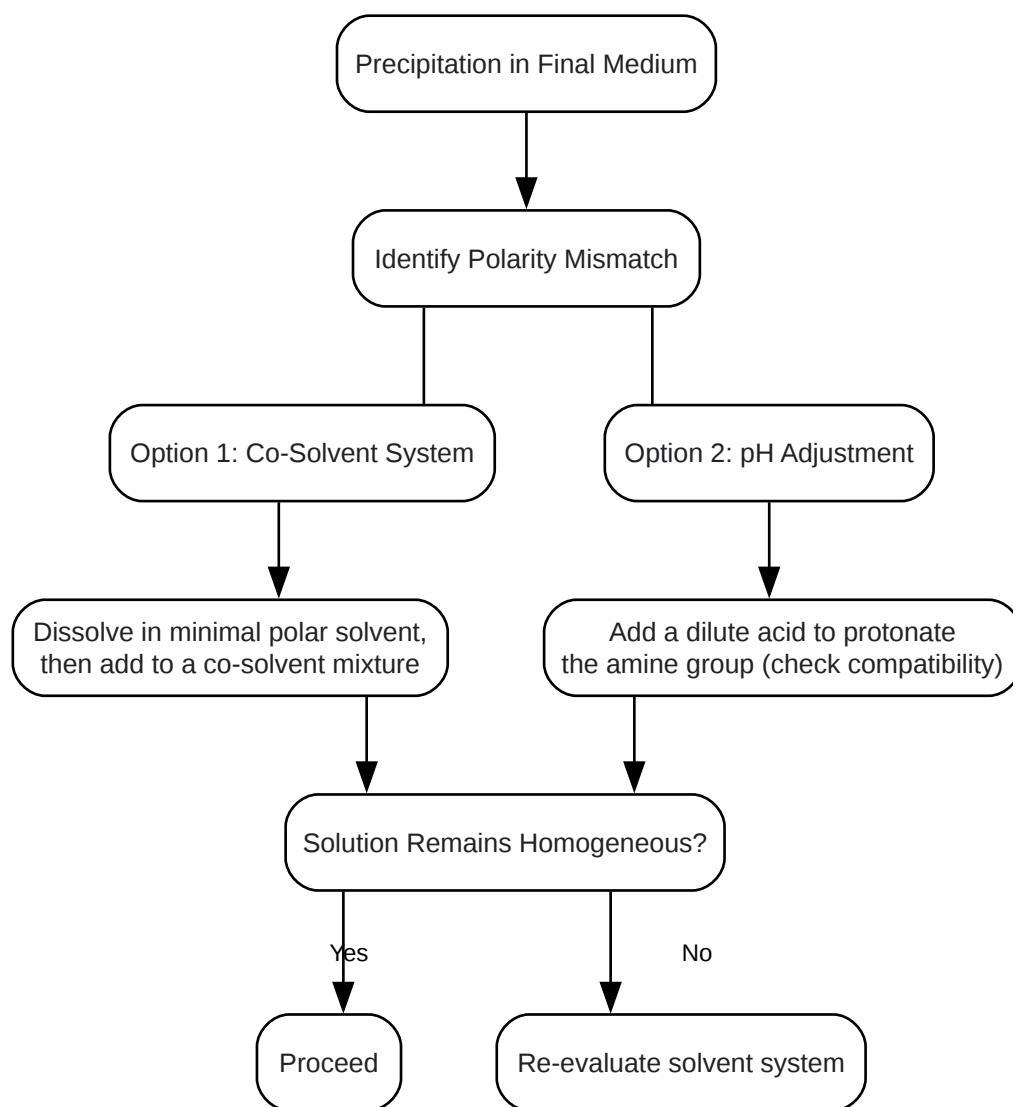 Precipitation in Final Medium
Identify Polarity Mismatch
Option 1: Co-Solvent System
Option 2: pH Adjustment
Dissolve in minimal polar solvent,
then add to a co-solvent mixture
Add a dilute acid to protonate
the amine group (check compatibility)
Solution Remains Homogeneous?
Yes
No
Proceed
Re-evaluate solvent system